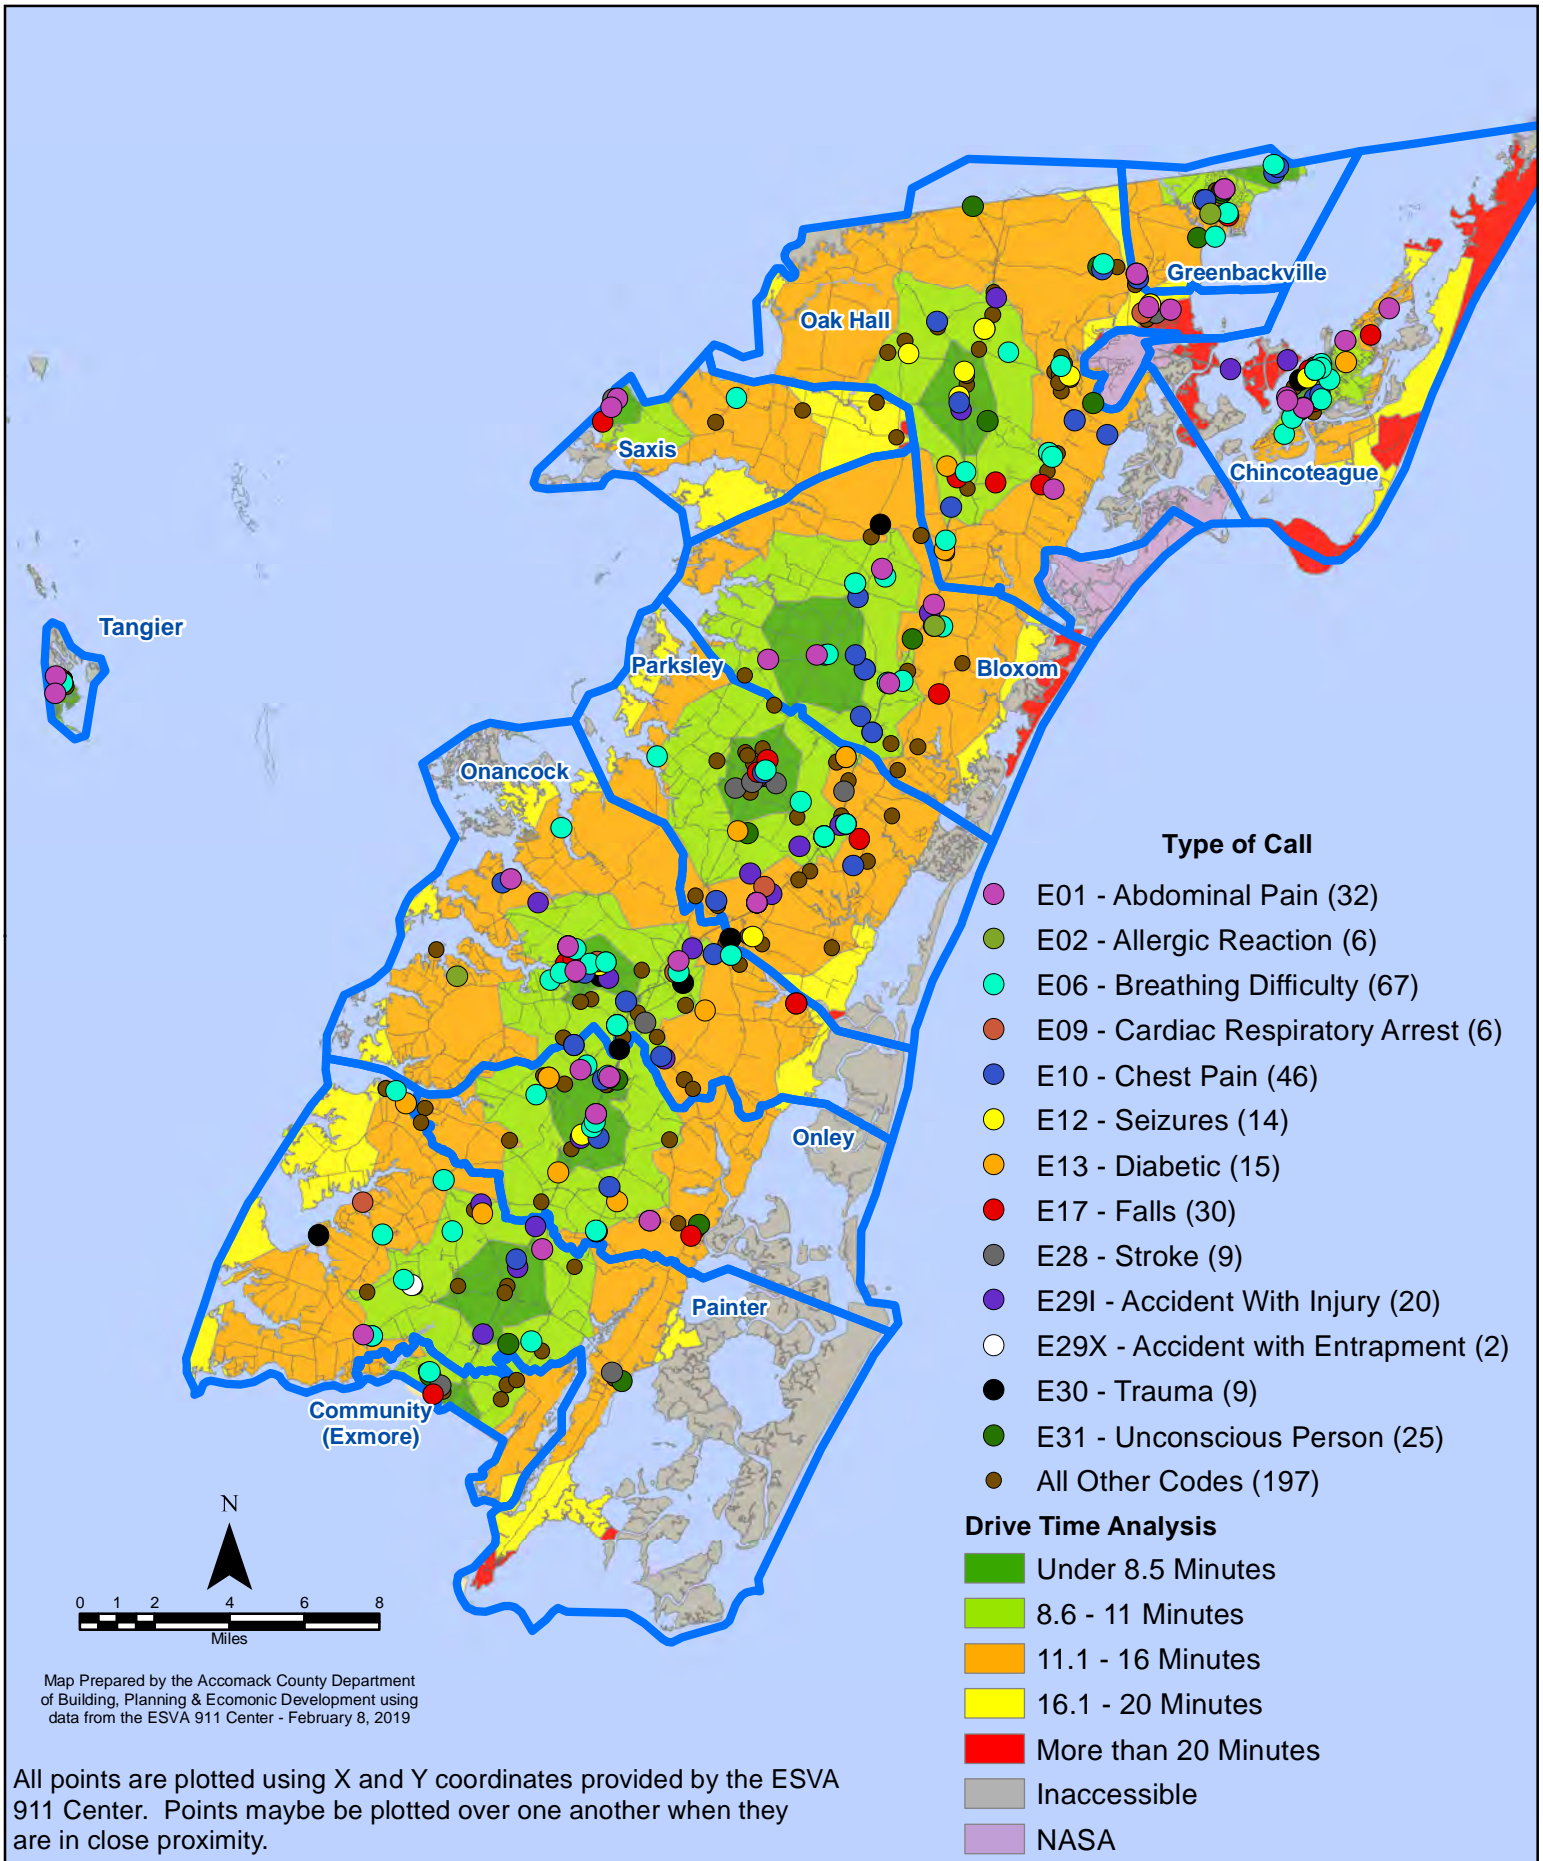 Greenbackville
Oak Hall
Saxis
Chincoteague
Tangier
Parksley
Bloxom
Onancock
Onley
Painter
Community
(Exmore)
Type of Call
E01 - Abdominal Pain (32)
E02 - Allergic Reaction (6)
E06 - Breathing Difficulty (67)
E09 - Cardiac Respiratory Arrest (6)
E10 - Chest Pain (46)
E12 - Seizures (14)
E13 - Diabetic (15)
E17 - Falls (30)
E28 - Stroke (9)
E29I - Accident With Injury (20)
E29X - Accident with Entrapment (2)
E30 - Trauma (9)
E31 - Unconscious Person (25)
All Other Codes (197)
Drive Time Analysis
Under 8.5 Minutes
8.6 - 11 Minutes
11.1 - 16 Minutes
16.1 - 20 Minutes
More than 20 Minutes
Inaccessible
NASA
N
0 1 2 4 6 8
Miles
Map Prepared by the Accomack County Department
of Building, Planning & Ecomonic Development using
data from the ESVA 911 Center - February 8, 2019
All points are plotted using X and Y coordinates provided by the ESVA
911 Center. Points maybe be plotted over one another when they
are in close proximity.